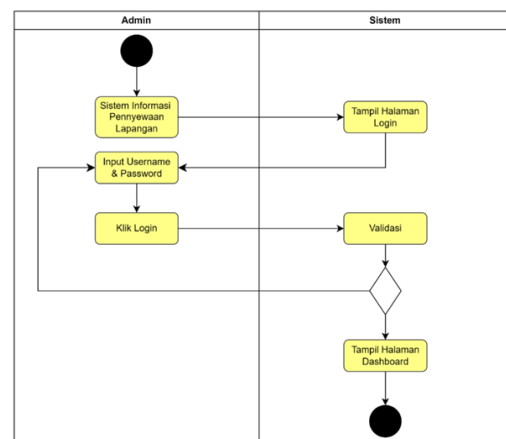 Admin
Sistem
Sistem Informasi
Pennyewaan
Lapangan
Tampil Halaman
Login
Input Username
& Password
Klik Login
Validasi
Tampil Halaman
Dashboard